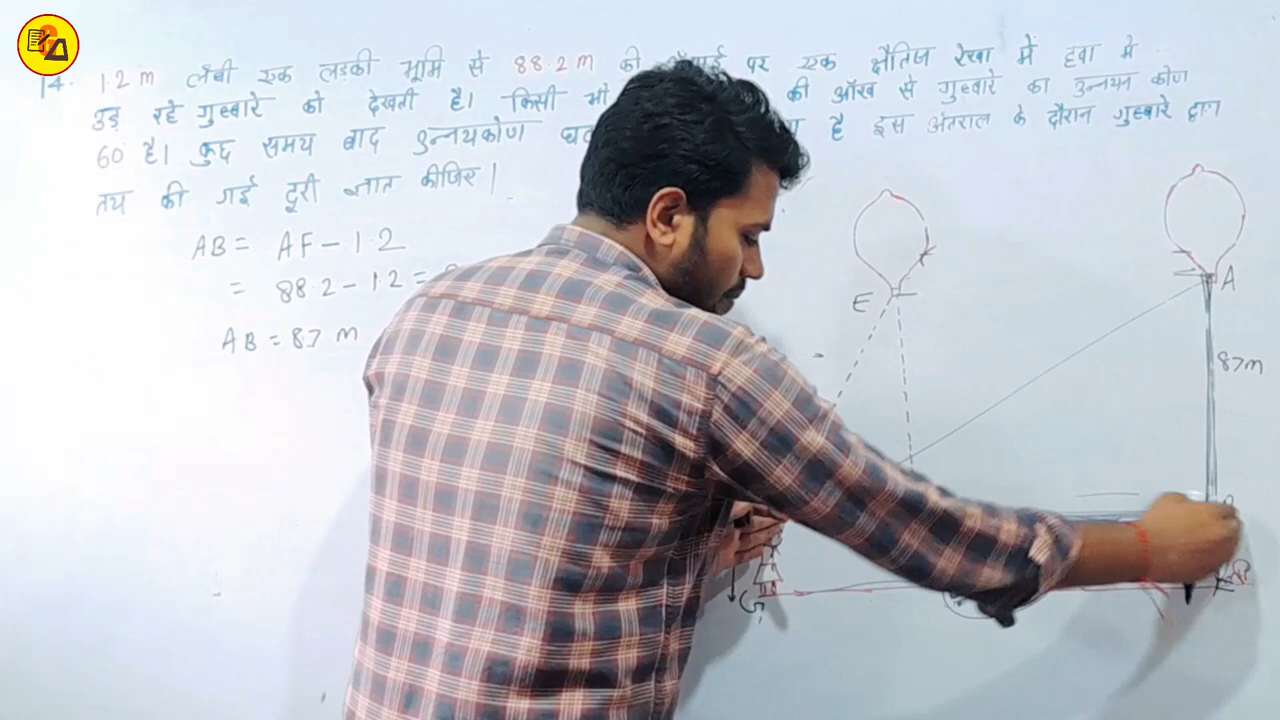 14. 1.2 m लंबी एक लड़की भूमि से 88.2 m की पर एक क्षैतिज रेखा में हवा में
उड़ रहे गुब्बारे को देखती है। किसी भी की आँख से गुब्बारे का उन्नयन कोण
60 है। कुछ समय बाद उन्नयकोण है इस अंतराल के दौरान गुब्बारे द्वारा
तय की गई दूरी ज्ञात कीजिए।
AB = AF - 1.2
= 88.2 - 1.2 =
AB = 87 m
E
A
87m
G